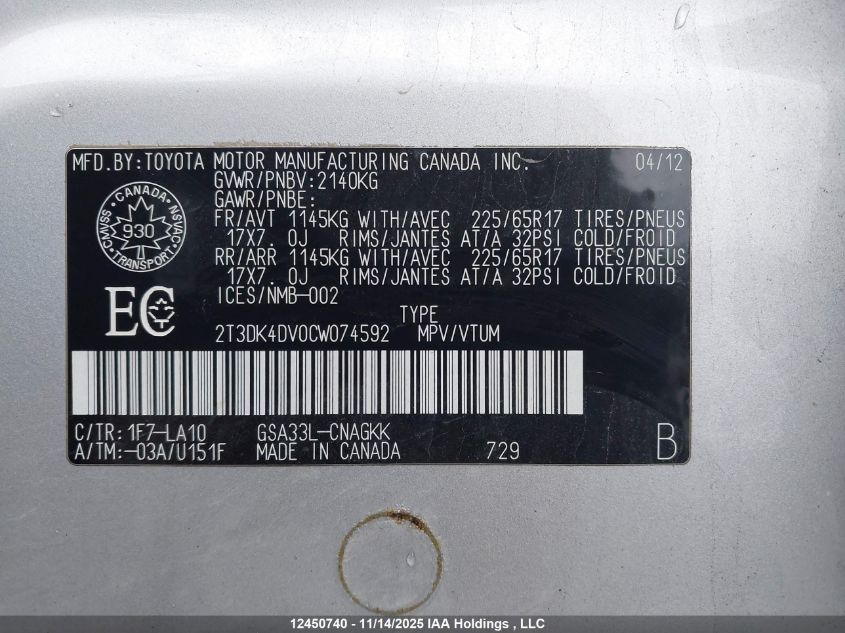 MFD.BY:TOYOTA MOTOR MANUFACTURING CANADA INC. 04/12
GVWR/PNBV:2140KG
GAWR/PNBE:
FR/AVT 1145KG WITH/AVEC 225/65R17 TIRES/PNEUS
17X7.0J RIMS/JANTES AT/A 32PSI COLD/FROID
RR/ARR 1145KG WITH/AVEC 225/65R17 TIRES/PNEUS
17X7.0J RIMS/JANTES AT/A 32PSI COLD/FROID
ICES/NMB-002
CANADA
CMVSS
930
NSVAC
TRANSPORT
EC
TYPE
2T3DK4DV0CW074592 MPV/VTUM
C/TR:1F7-LA10 GSA33L-CNAGKK
A/TM:-03A/U151F MADE IN CANADA 729 B
12450740 - 11/14/2025 IAA Holdings , LLC